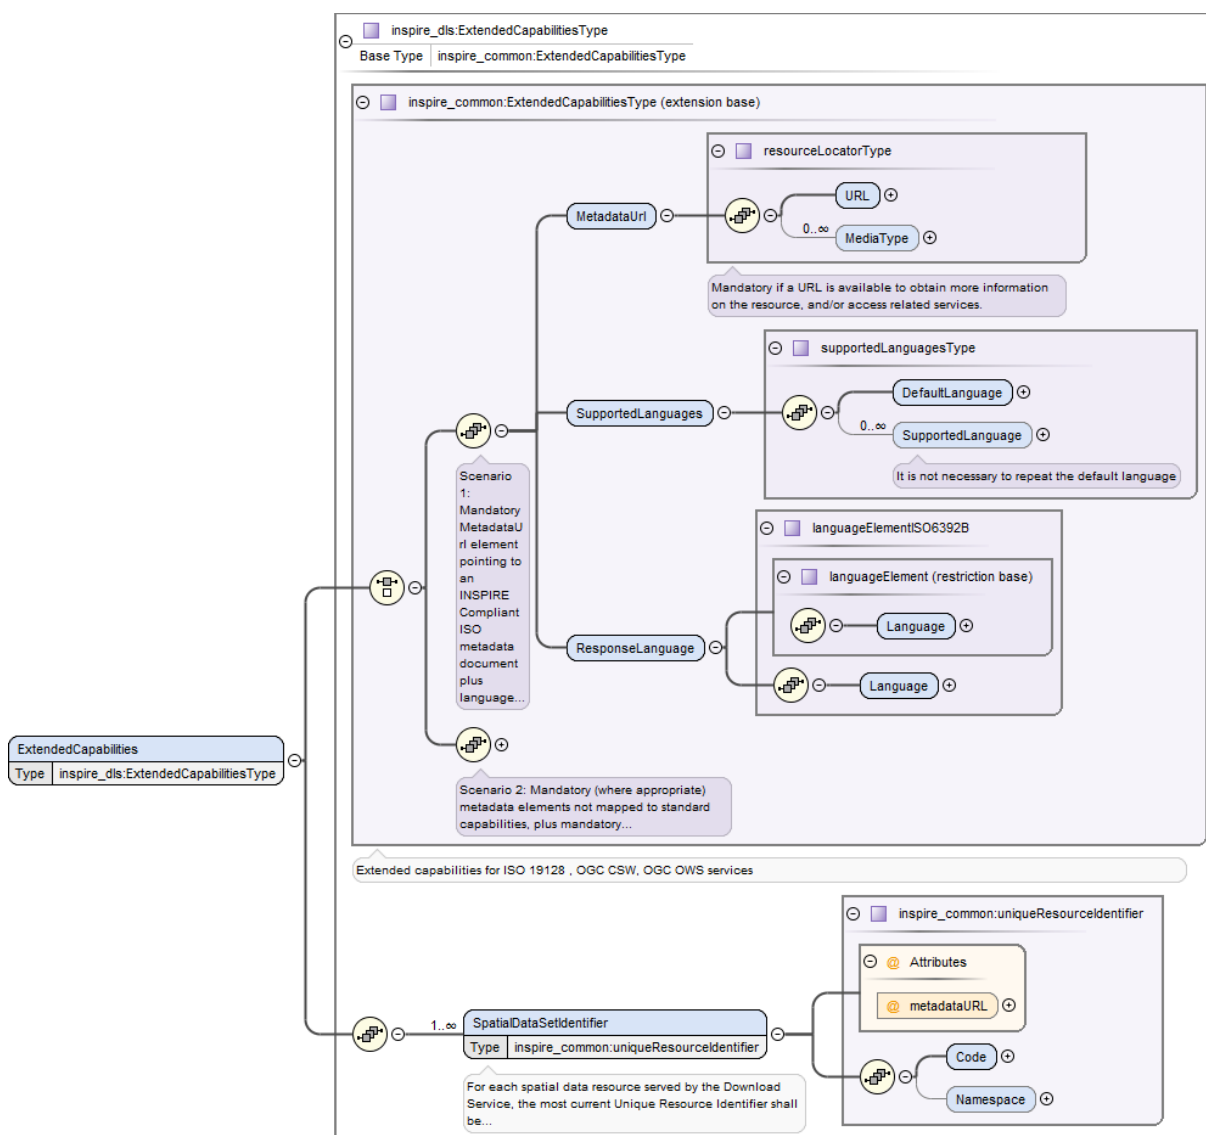 inspire_dls:ExtendedCapabilitiesType
Base Type inspire_common:ExtendedCapabilitiesType
inspire_common:ExtendedCapabilitiesType (extension base)
resourceLocatorType
URL
MetadataUrl
0..∞
MediaType
Mandatory if a URL is available to obtain more information
on the resource, and/or access related services.
supportedLanguagesType
DefaultLanguage
SupportedLanguages
0..∞
SupportedLanguage
It is not necessary to repeat the default language
Scenario
1:
Mandatory
MetadataU
rl element
pointing to
an
INSPIRE
Compliant
ISO
metadata
document
plus
language...
languageElementISO6392B
languageElement (restriction base)
Language
ResponseLanguage
Language
ExtendedCapabilities
Type inspire_dls:ExtendedCapabilitiesType
Scenario 2: Mandatory (where appropriate)
metadata elements not mapped to standard
capabilities, plus mandatory...
Extended capabilities for ISO 19128 , OGC CSW, OGC OWS services
inspire_common:uniqueResourceIdentifier
@ Attributes
@ metadataURL
1..∞
SpatialDataSetIdentifier
Type inspire_common:uniqueResourceIdentifier
Code
Namespace
For each spatial data resource served by the Download
Service, the most current Unique Resource Identifier shall
be...